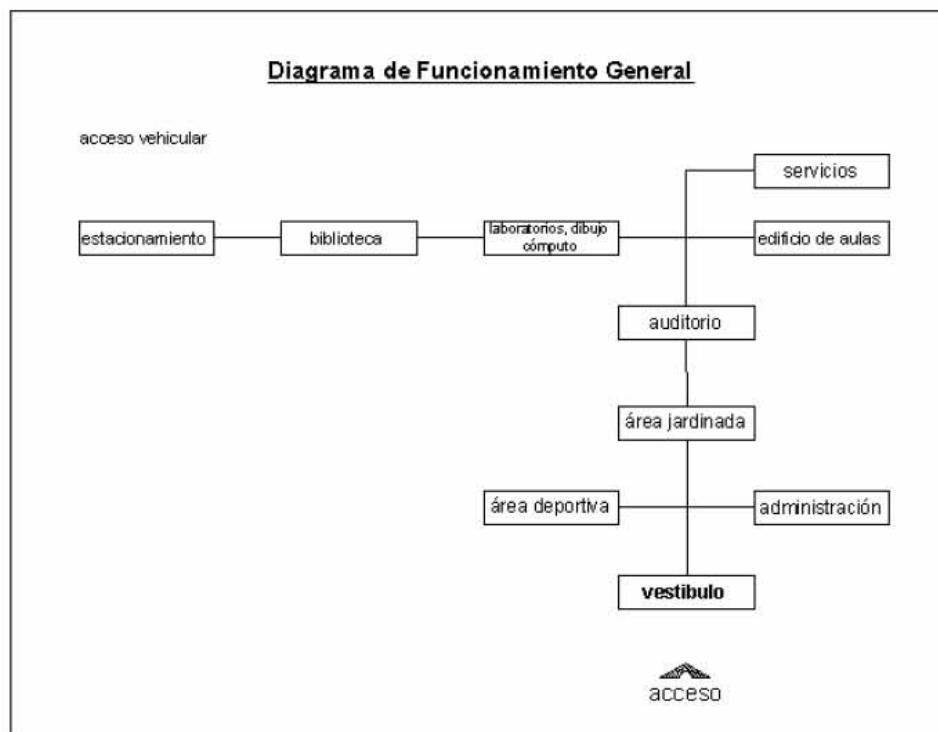 Diagrama de Funcionamiento General
acceso vehicular
servicios
estacionamiento
biblioteca
laboratorios, dibujo
cómputo
edificio de aulas
auditorio
área jardinada
área deportiva
administración
vestibulo
acceso